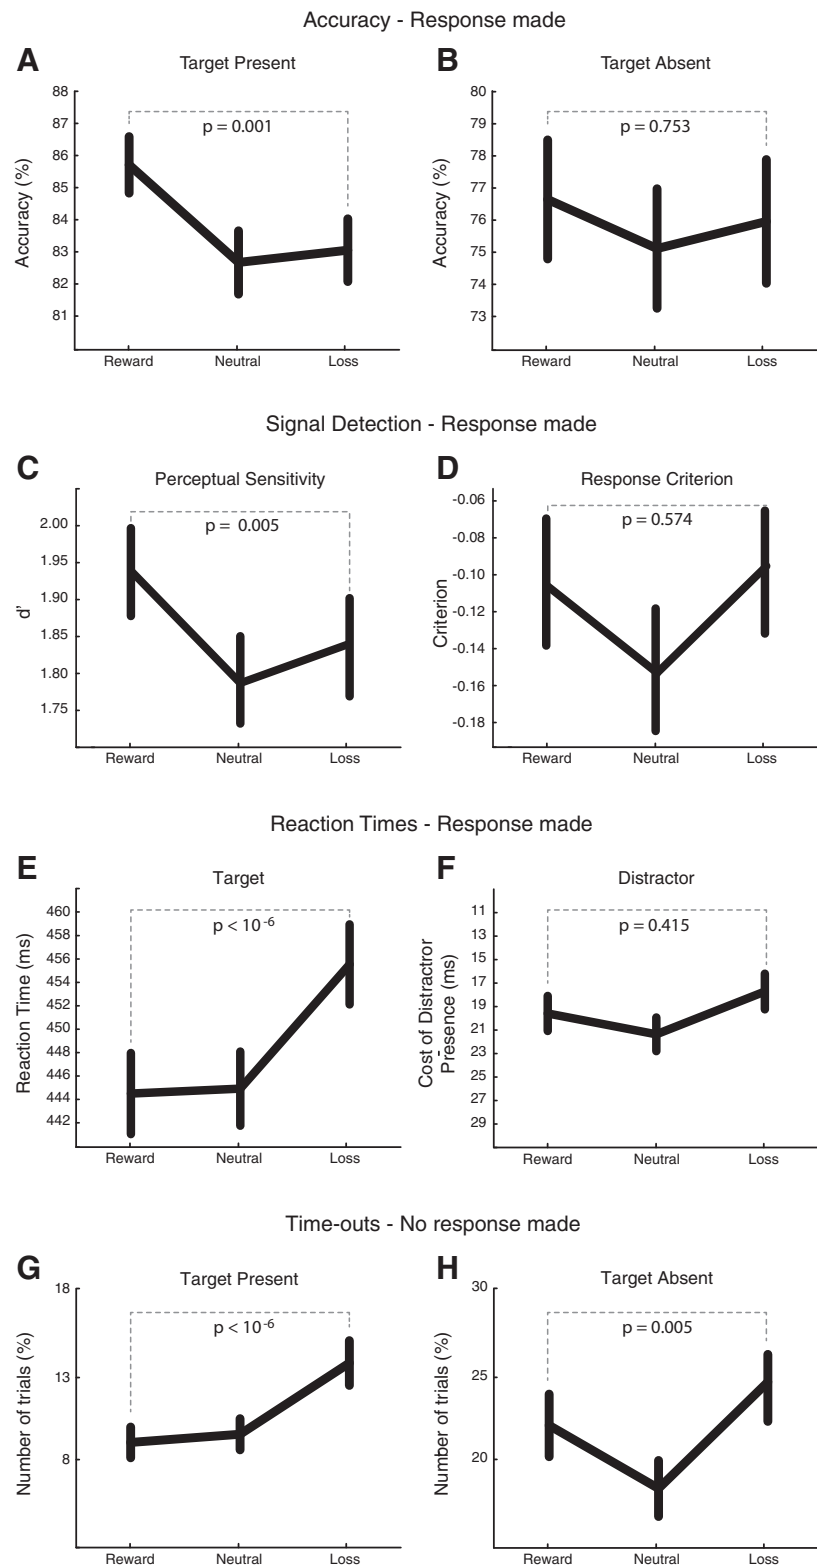 Accuracy - Response made
A
Target Present
88
87
86
85
84
83
82
81
Accuracy (%)
p = 0.001
Reward
Neutral
Loss
B
Target Absent
80
79
78
77
76
75
74
73
Accuracy (%)
p = 0.753
Reward
Neutral
Loss
Signal Detection - Response made
C
Perceptual Sensitivity
2.00
1.95
1.90
1.85
1.80
1.75
d'
p = 0.005
Reward
Neutral
Loss
D
Response Criterion
-0.06
-0.08
-0.10
-0.12
-0.14
-0.16
-0.18
Criterion
p = 0.574
Reward
Neutral
Loss
Reaction Times - Response made
E
Target
460
458
456
454
452
450
448
446
444
442
Reaction Time (ms)
p < 10-6
Reward
Neutral
Loss
F
Distractor
11
13
15
17
19
21
23
25
27
29
Cost of Distractror
Presence (ms)
p = 0.415
Reward
Neutral
Loss
Time-outs - No response made
G
Target Present
18
13
8
Number of trials (%)
p < 10-6
Reward
Neutral
Loss
H
Target Absent
30
25
20
Number of trials (%)
p = 0.005
Reward
Neutral
Loss